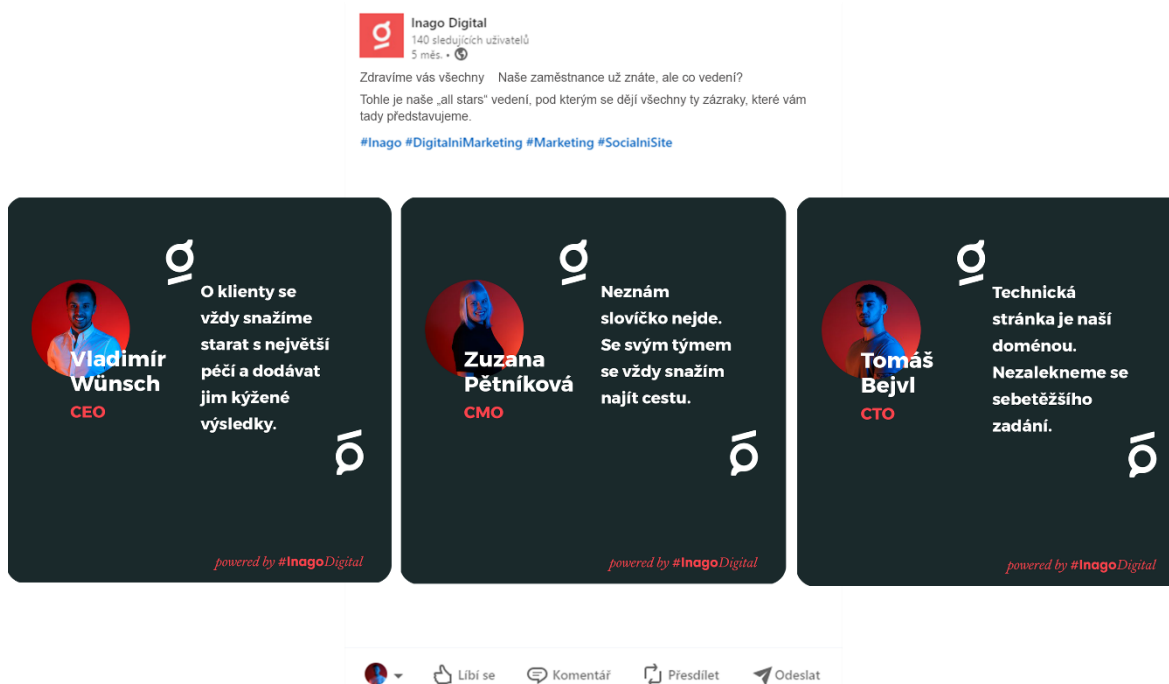 Inago Digital
140 sledujících uživatelů
5 měs. •
Zdravíme vás všechny Naše zaměstnance už znáte, ale co vedení?
Tohle je naše „all stars“ vedení, pod kterým se dějí všechny ty zázraky, které vám
tady představujeme.
#Inago #DigitalniMarketing #Marketing #SocialniSite
O klienty se
vždy snažíme
starat s největší
péčí a dodávat
jim kýžené
výsledky.
Vladimír
Wünsch
CEO
powered by #InagoDigital
Neznám
slovíčko nejde.
Se svým týmem
se vždy snažím
najít cestu.
Zuzana
Pětníková
CMO
powered by #InagoDigital
Technická
stránka je naší
doménou.
Nezalekneme se
sebetěžšího
zadání.
Tomáš
Bejvl
CTO
powered by #InagoDigital
Líbí se
Komentář
Přesdílet
Odeslat